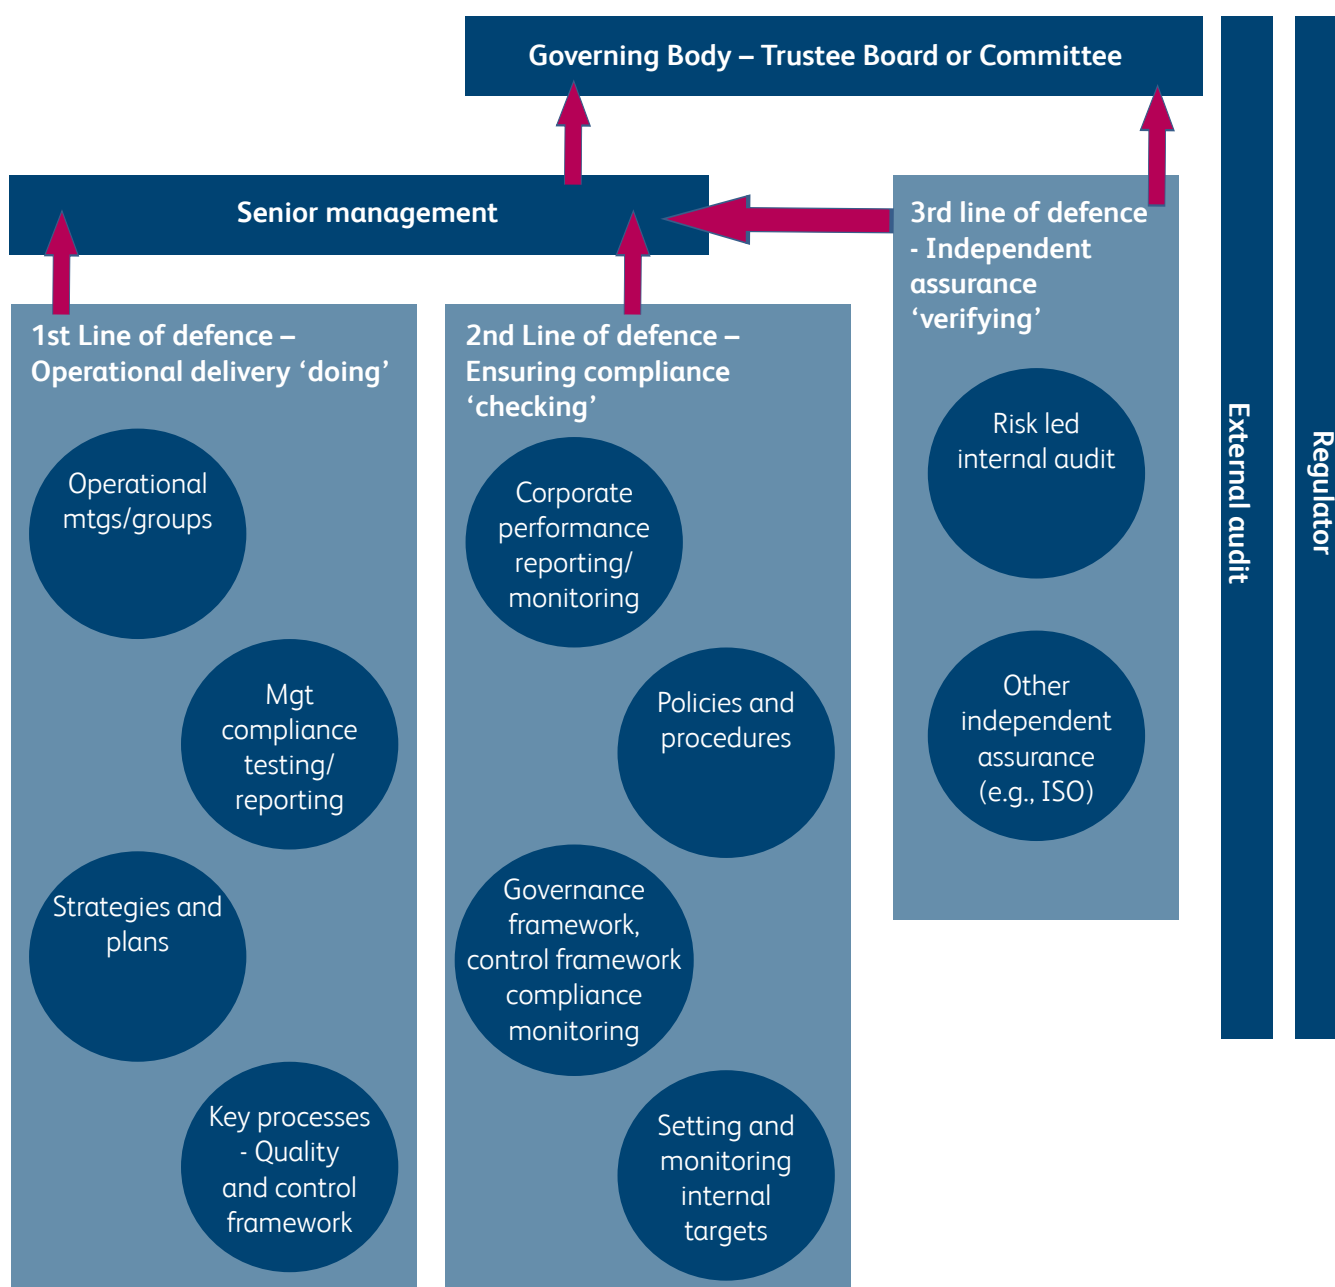 Governing Body – Trustee Board or Committee
Senior management
1st Line of defence –
Operational delivery ‘doing’
Operational
mtgs/groups
Mgt
compliance
testing/
reporting
Strategies and
plans
Key processes
- Quality
and control
framework
2nd Line of defence –
Ensuring compliance
‘checking’
Corporate
performance
reporting/
monitoring
Policies and
procedures
Governance
framework,
control framework
compliance
monitoring
Setting and
monitoring
internal
targets
3rd line of defence
- Independent
assurance
‘verifying’
Risk led
internal audit
Other
independent
assurance
(e.g., ISO)
External audit
Regulator